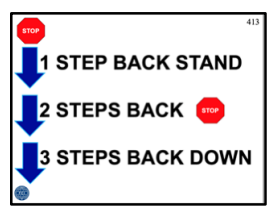 STOP
413
1 STEP BACK STAND
2 STEPS BACK STOP
3 STEPS BACK DOWN